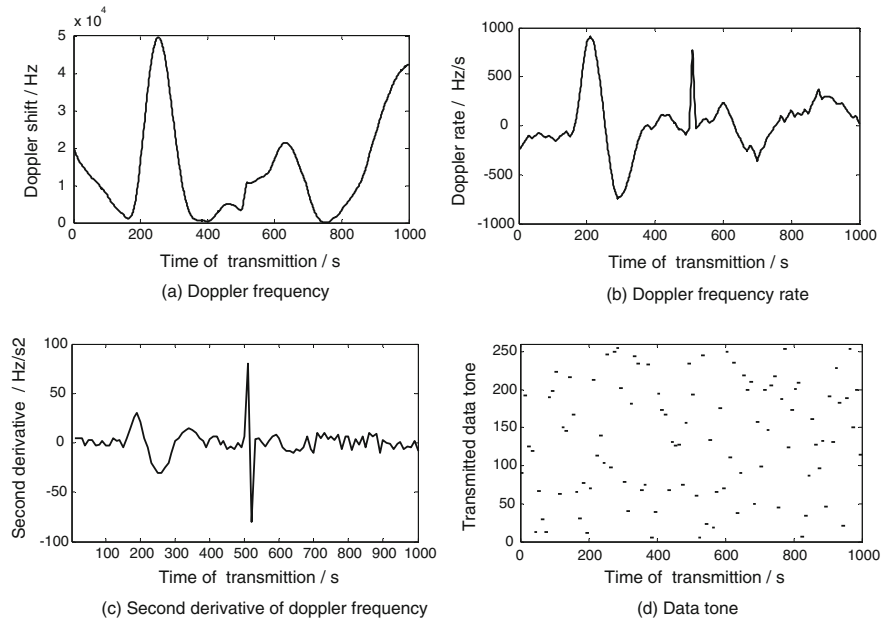 x 10⁴
5
4
3
2
1
0
0 200 400 600 800 1000
Doppler shift / Hz
Time of transmittion / s
(a) Doppler frequency
1000
500
0
-500
-1000
0 200 400 600 800 1000
Doppler rate / Hz/s
Time of transmittion / s
(b) Doppler frequency rate
100
50
0
-50
-100
100 200 300 400 500 600 700 800 900 1000
Second derivative / Hz/s2
Time of transmittion / s
(c) Second derivative of doppler frequency
250
200
150
100
50
0
0 200 400 600 800 1000
Transmitted data tone
Time of transmittion / s
(d) Data tone